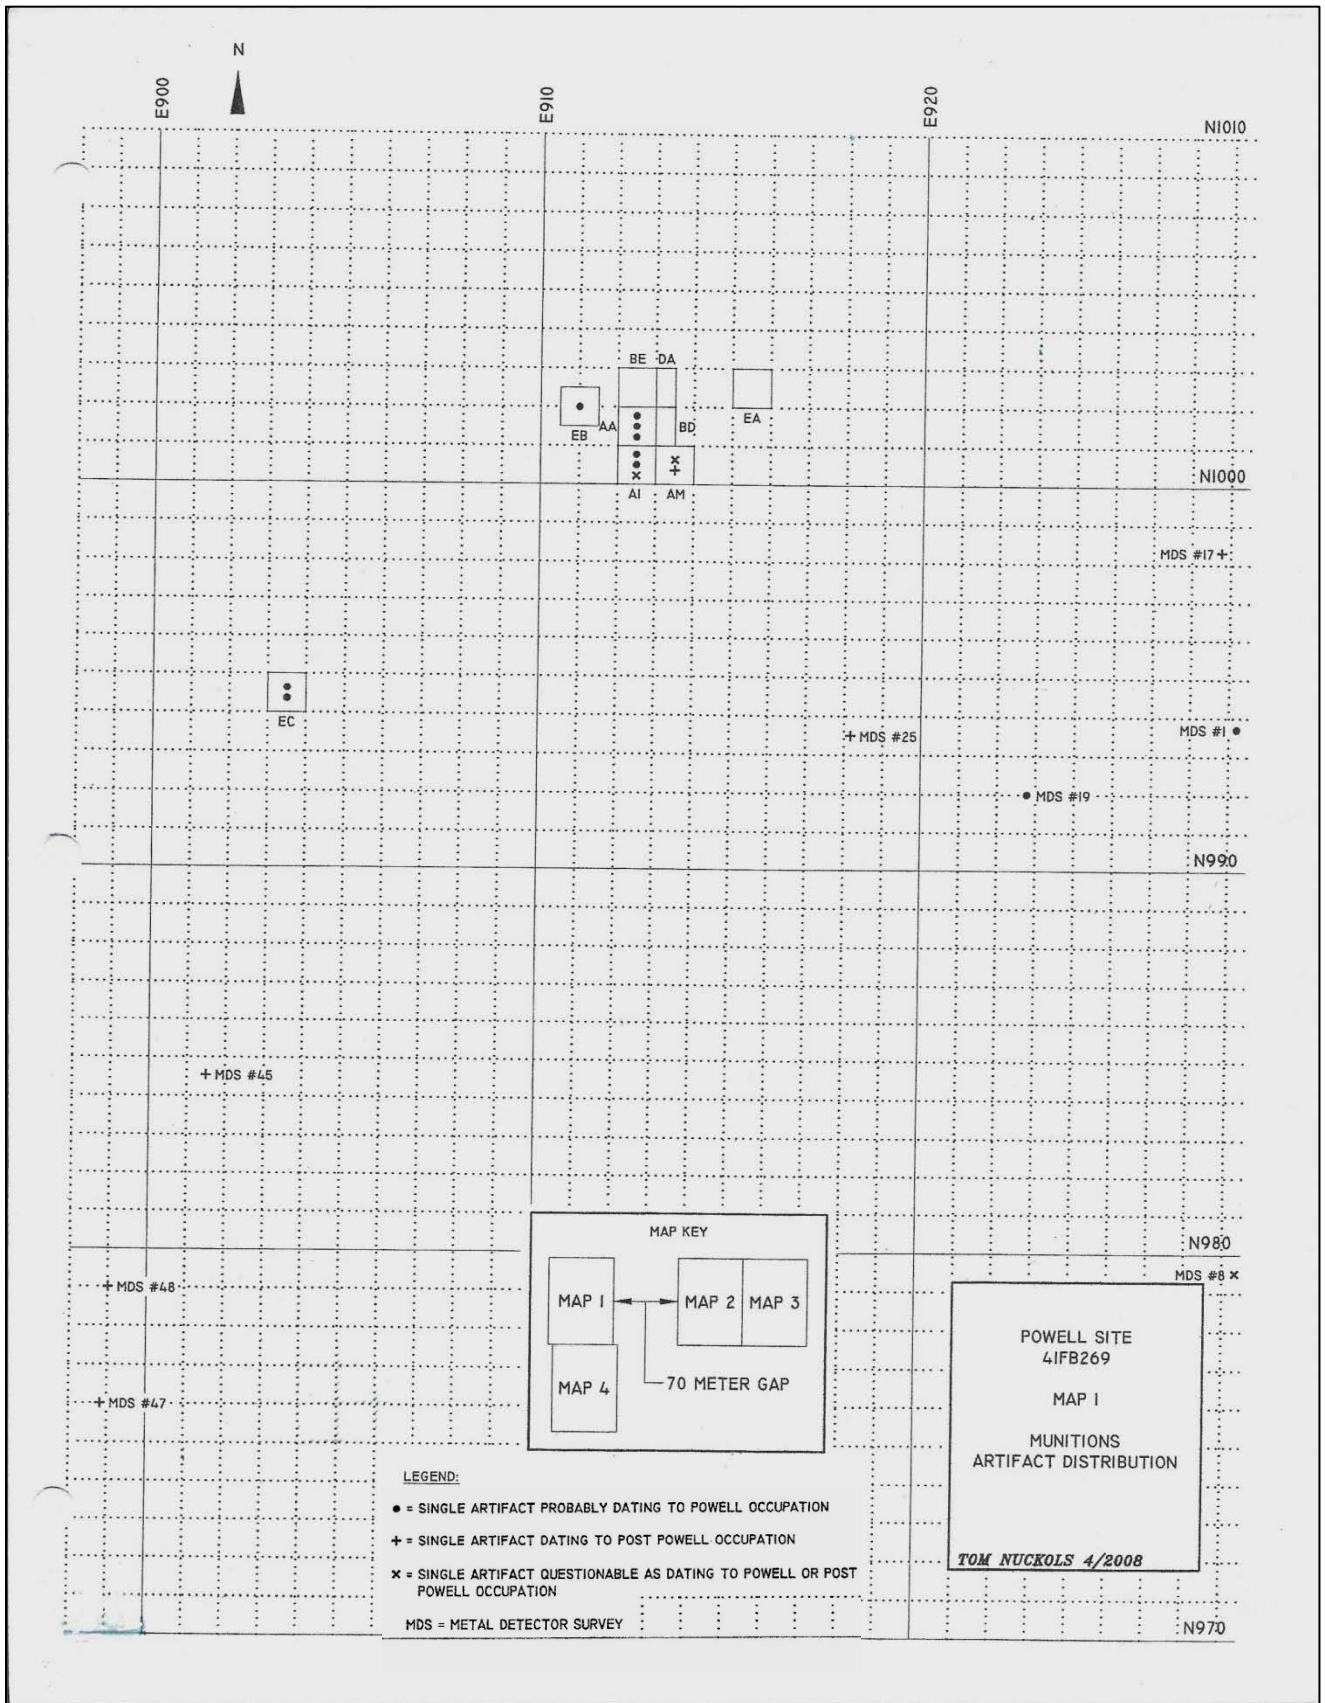 N
E900
E910
E920
N1010
BE DA
EA
AA
BD
EB
N1000
AI AM
MDS #17 +
EC
+ MDS #25
MDS #1 ●
● MDS #19
N990
+ MDS #45
N980
MDS #8 ×
+ MDS #48
+ MDS #47
MAP KEY
MAP 1
MAP 2
MAP 3
MAP 4
70 METER GAP
POWELL SITE
41FB269
MAP 1
MUNITIONS
ARTIFACT DISTRIBUTION
TOM NUCKOLS 4/2008
LEGEND:
● = SINGLE ARTIFACT PROBABLY DATING TO POWELL OCCUPATION
+ = SINGLE ARTIFACT DATING TO POST POWELL OCCUPATION
× = SINGLE ARTIFACT QUESTIONABLE AS DATING TO POWELL OR POST
POWELL OCCUPATION
MDS = METAL DETECTOR SURVEY
N970